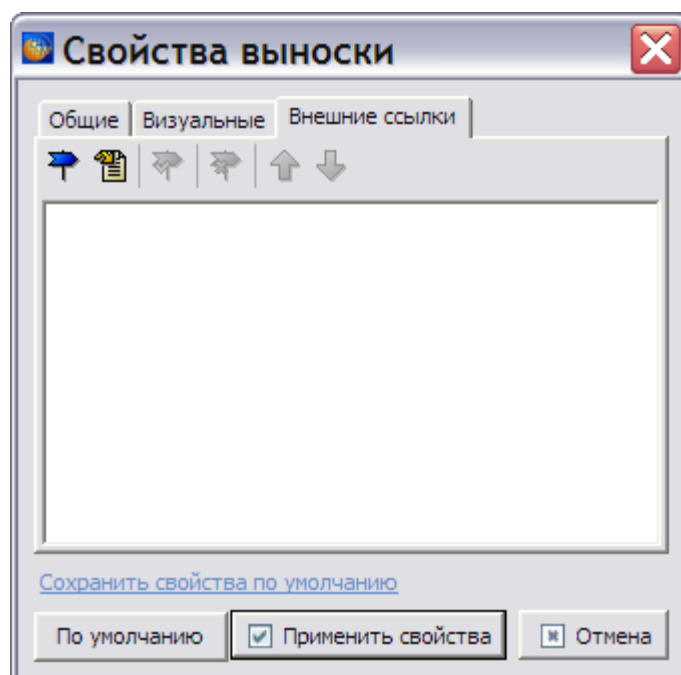 Свойства выноски
Общие Визуальные Внешние ссылки
Сохранить свойства по умолчанию
По умолчанию Применить свойства Отмена